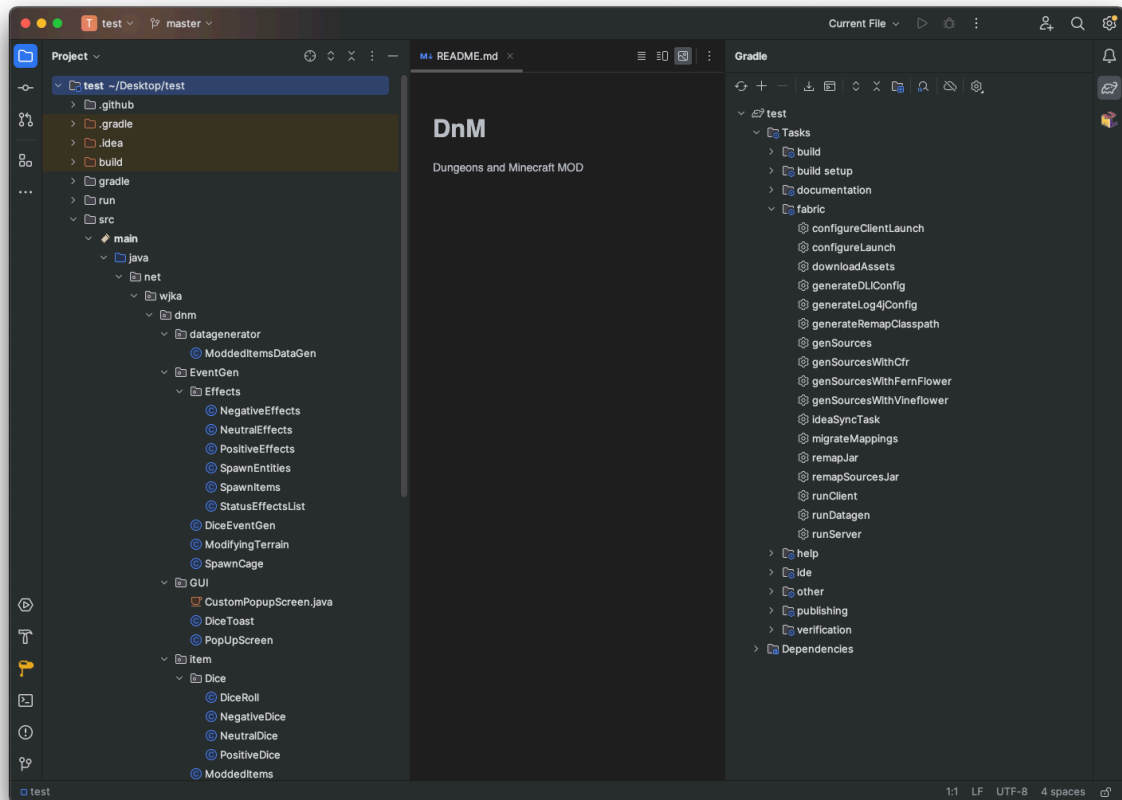 T test master Current File
Project
test ~/Desktop/test
.github
.gradle
.idea
build
gradle
run
src
main
java
net
wjka
dnm
datagenerator
ModdedItemsDataGen
EventGen
Effects
NegativeEffects
NeutralEffects
PositiveEffects
SpawnEntities
SpawnItems
StatusEffectsList
DiceEventGen
ModifyingTerrain
SpawnCage
GUI
CustomPopupScreen.java
DiceToast
PopUpScreen
item
Dice
DiceRoll
NegativeDice
NeutralDice
PositiveDice
ModdedItems
M↓ README.md
DnM
Dungeons and Minecraft MOD
Gradle
test
Tasks
build
build setup
documentation
fabric
configureClientLaunch
configureLaunch
downloadAssets
generateDLIConfig
generateLog4jConfig
generateRemapClasspath
genSources
genSourcesWithCfr
genSourcesWithFernFlower
genSourcesWithVineflower
ideaSyncTask
migrateMappings
remapJar
remapSourcesJar
runClient
runDatagen
runServer
help
ide
other
publishing
verification
Dependencies
test 1:1 LF UTF-8 4 spaces